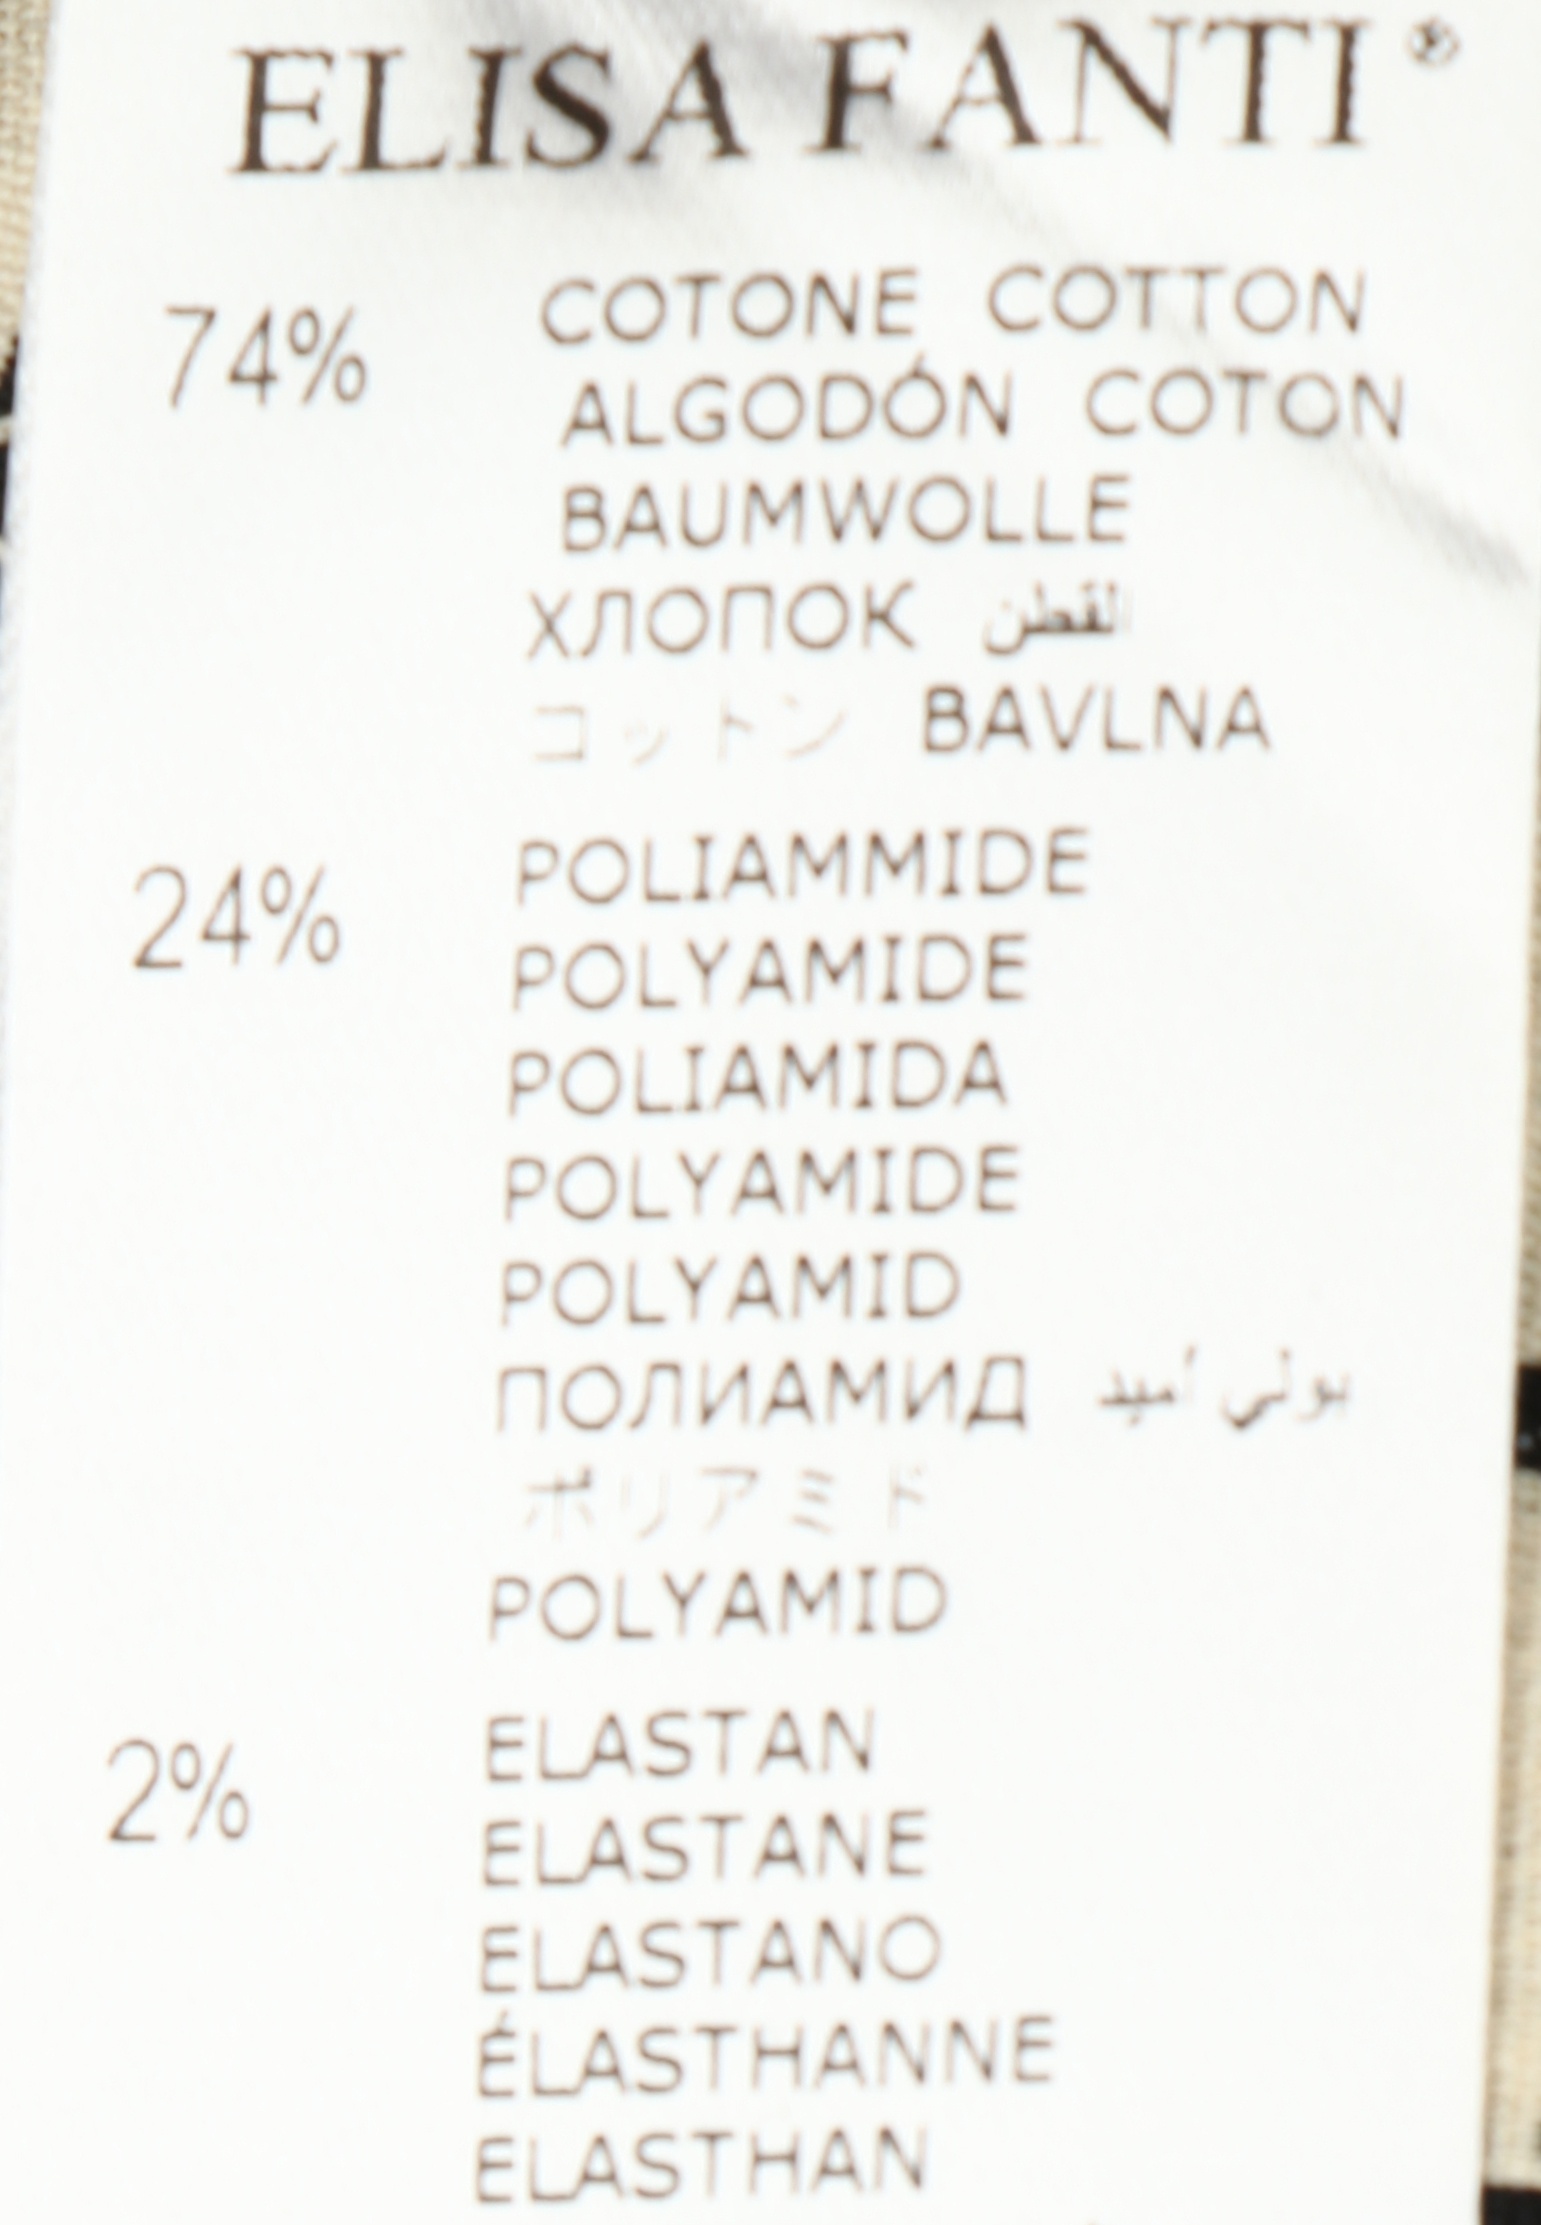 ELISA FANTI®
74% COTONE COTTON
ALGODÓN COTON
BAUMWOLLE
ХЛОПОК القطن
コットン BAVLNA
24% POLIAMMIDE
POLYAMIDE
POLIAMIDA
POLYAMIDE
POLYAMID
ПОЛИАМИД بولي أميد
ポリアミド
POLYAMID
2% ELASTAN
ELASTANE
ELASTANO
ÉLASTHANNE
ELASTHAN